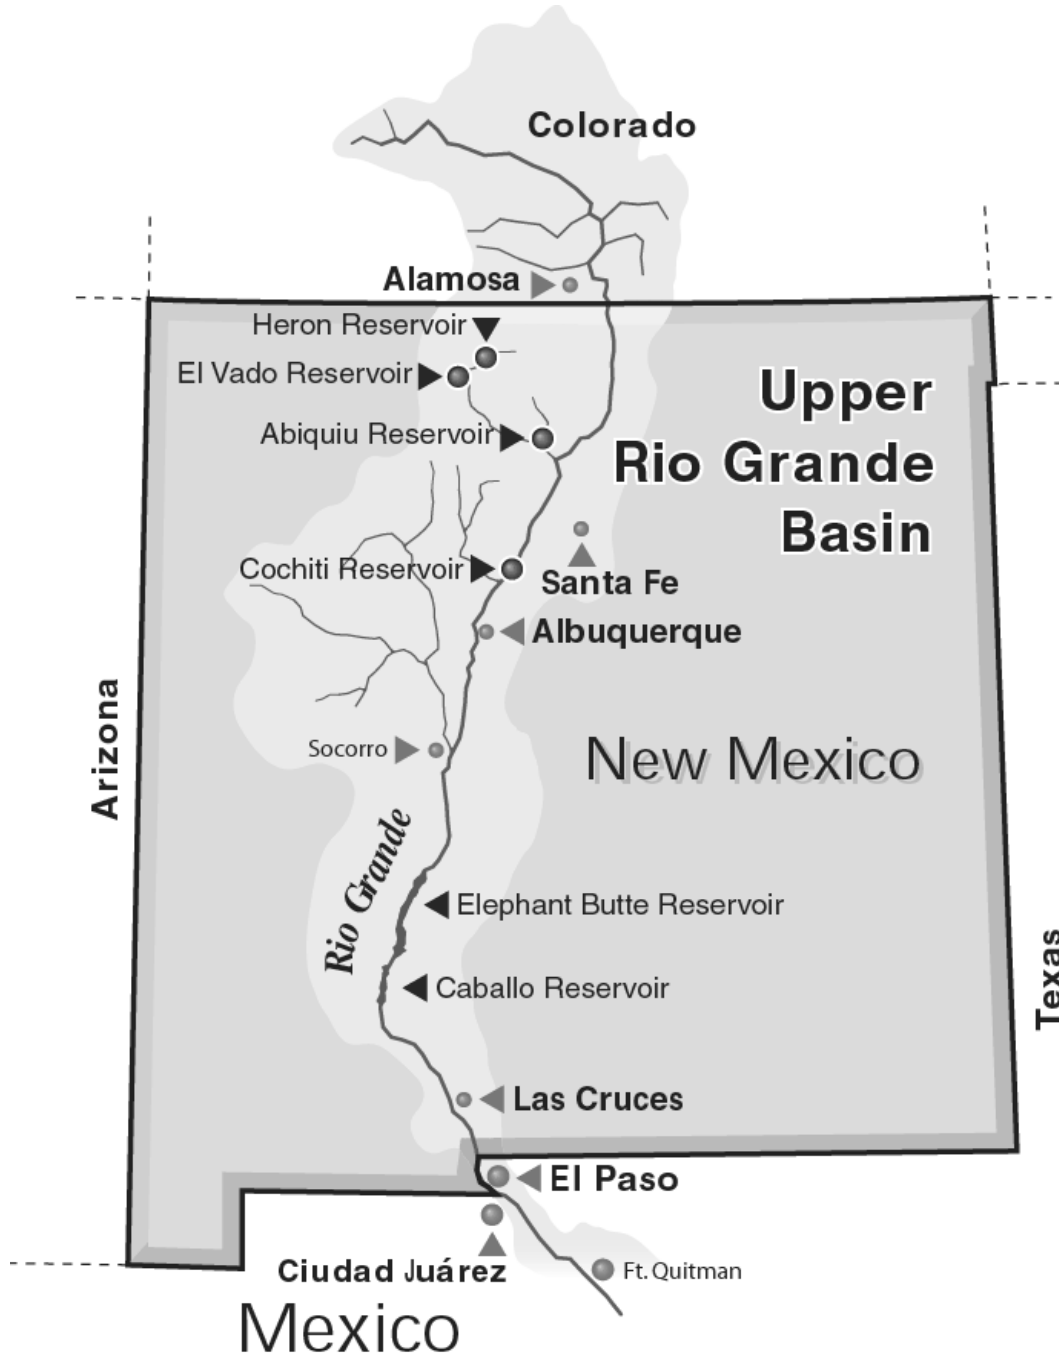 Colorado
Alamosa
Heron Reservoir
El Vado Reservoir
Upper
Rio Grande
Basin
Abiquiu Reservoir
Cochiti Reservoir
Santa Fe
Albuquerque
Arizona
Socorro
New Mexico
Rio Grande
Elephant Butte Reservoir
Caballo Reservoir
Texas
Las Cruces
El Paso
Ciudad Juárez
Ft. Quitman
Mexico